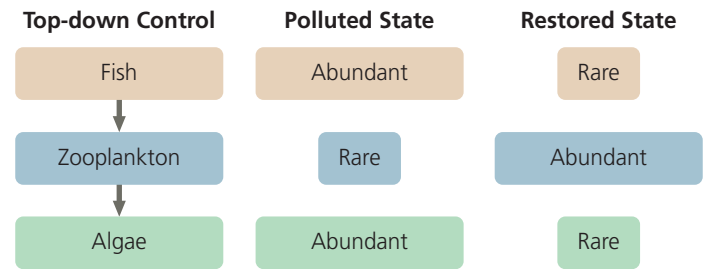 Top-down Control Polluted State Restored State
Fish Abundant Rare
Zooplankton Rare Abundant
Algae Abundant Rare